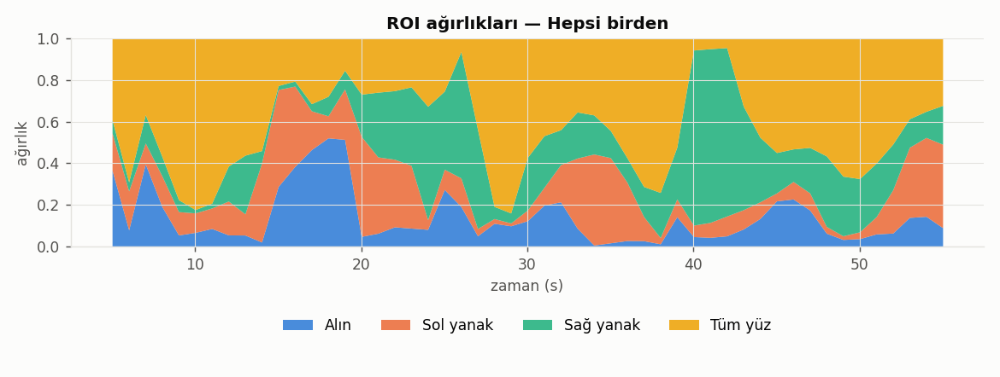 ROI ağırlıkları — Hepsi birden
ağırlık
1.0
0.8
0.6
0.4
0.2
0.0
10 20 30 40 50
zaman (s)
Alın Sol yanak Sağ yanak Tüm yüz